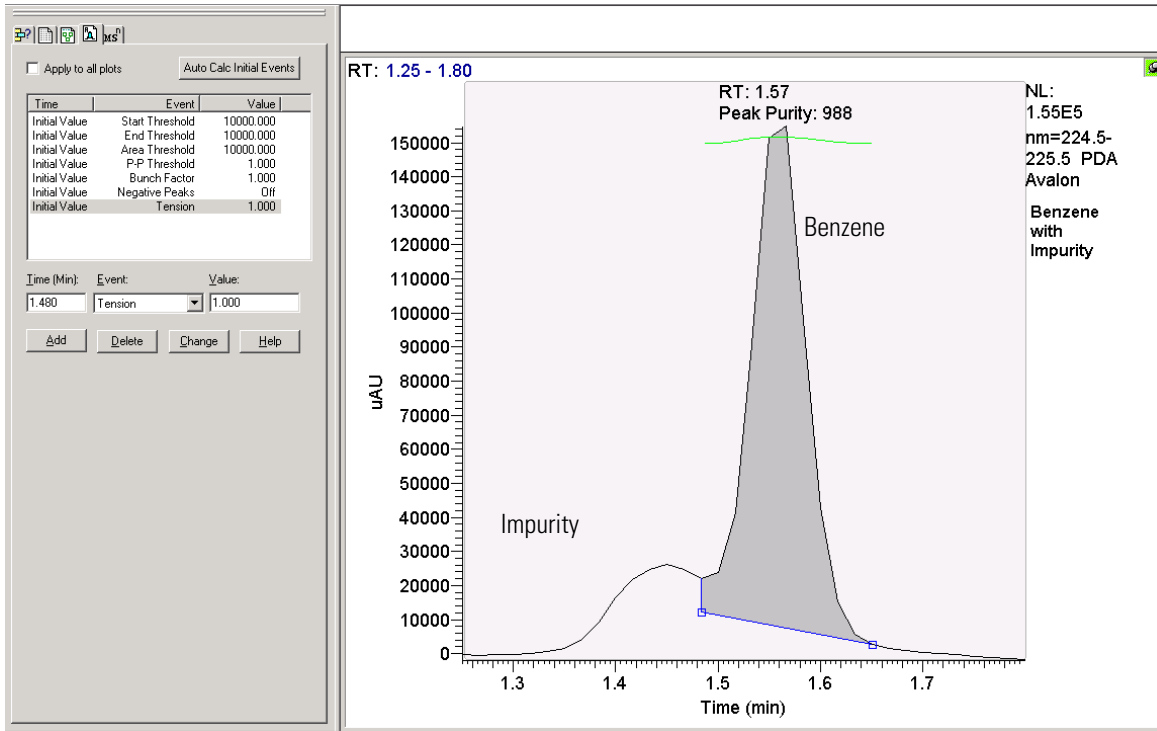 MSn
Apply to all plots
Auto Calc Initial Events
Time Event Value
Initial Value Start Threshold 10000.000
Initial Value End Threshold 10000.000
Initial Value Area Threshold 10000.000
Initial Value P-P Threshold 1.000
Initial Value Bunch Factor 1.000
Initial Value Negative Peaks Off
Initial Value Tension 1.000
Time (Min): Event: Value:
1.480 Tension 1.000
Add Delete Change Help
RT: 1.25 - 1.80
RT: 1.57
Peak Purity: 988
NL:
1.55E5
nm=224.5-
225.5 PDA
Avalon
Benzene
with
Impurity
Benzene
Impurity
150000
140000
130000
120000
110000
100000
90000
80000
70000
60000
50000
40000
30000
20000
10000
0
uAU
1.3 1.4 1.5 1.6 1.7
Time (min)